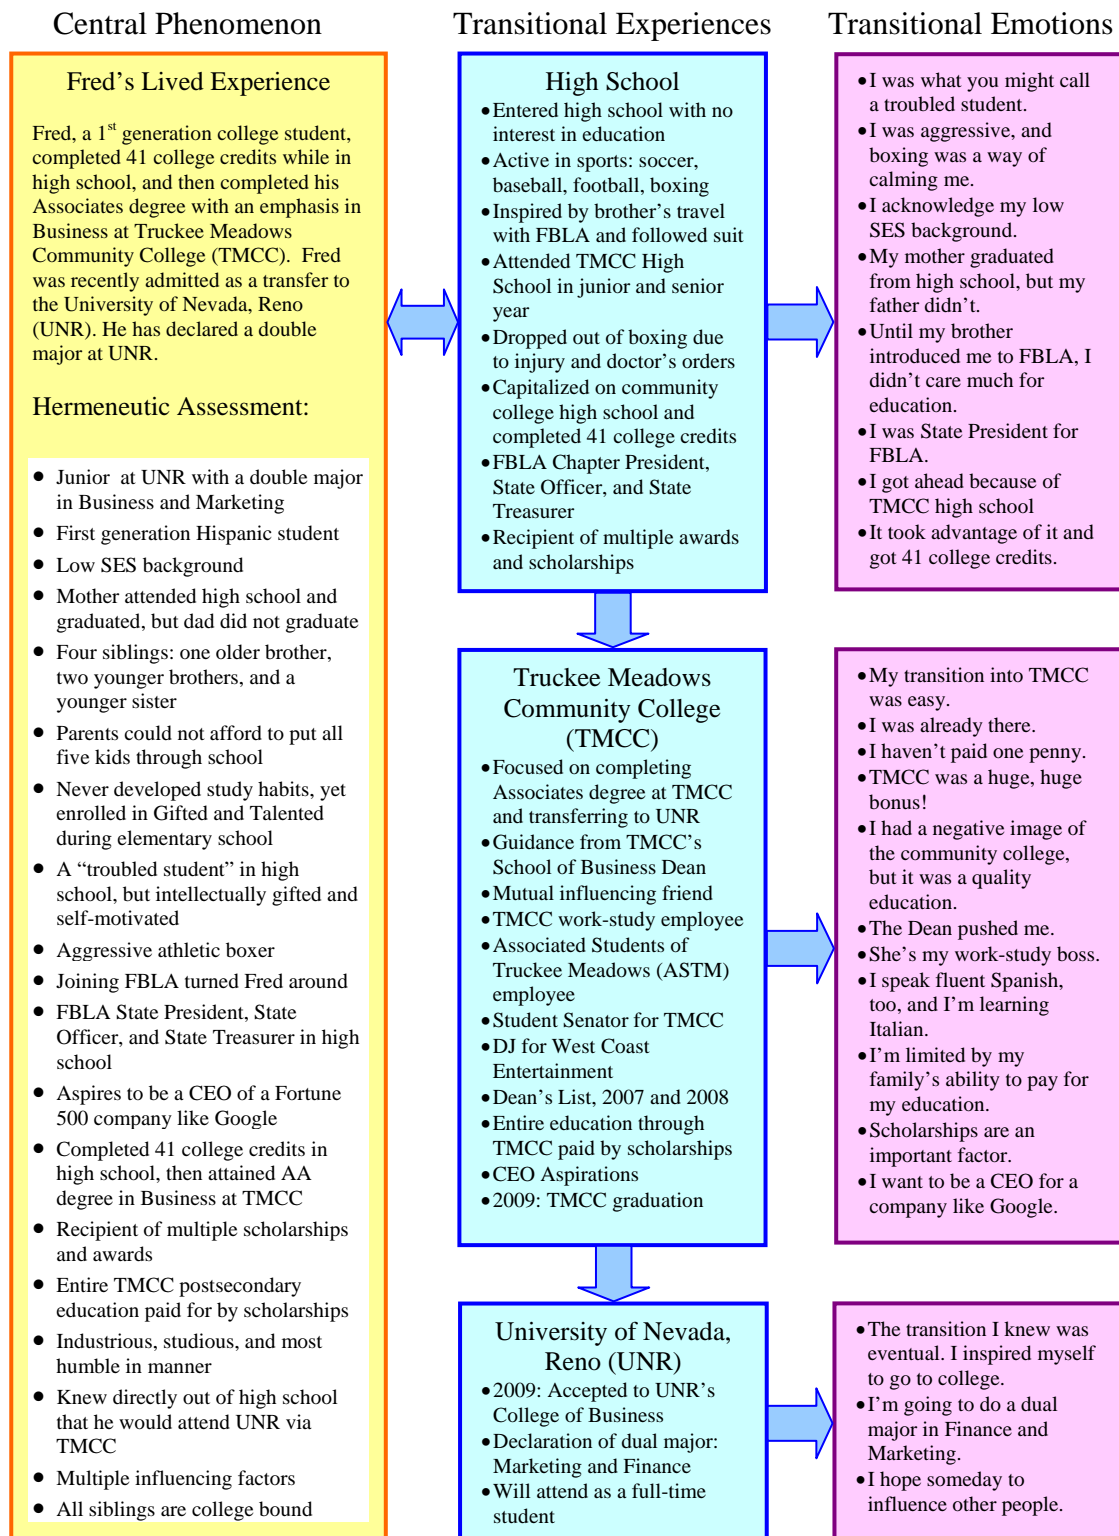 Central Phenomenon
Fred’s Lived Experience
Fred, a 1st generation college student,
completed 41 college credits while in
high school, and then completed his
Associates degree with an emphasis in
Business at Truckee Meadows
Community College (TMCC).  Fred
was recently admitted as a transfer to
the University of Nevada, Reno
(UNR). He has declared a double
major at UNR.
Hermeneutic Assessment:
• Junior  at UNR with a double major
in Business and Marketing
• First generation Hispanic student
• Low SES background
• Mother attended high school and
graduated, but dad did not graduate
• Four siblings: one older brother,
two younger brothers, and a
younger sister
• Parents could not afford to put all
five kids through school
• Never developed study habits, yet
enrolled in Gifted and Talented
during elementary school
• A “troubled student” in high
school, but intellectually gifted and
self-motivated
• Aggressive athletic boxer
• Joining FBLA turned Fred around
• FBLA State President, State
Officer, and State Treasurer in high
school
• Aspires to be a CEO of a Fortune
500 company like Google
• Completed 41 college credits in
high school, then attained AA
degree in Business at TMCC
• Recipient of multiple scholarships
and awards
• Entire TMCC postsecondary
education paid for by scholarships
• Industrious, studious, and most
humble in manner
• Knew directly out of high school
that he would attend UNR via
TMCC
• Multiple influencing factors
• All siblings are college bound
Transitional Experiences
High School
•Entered high school with no
interest in education
•Active in sports: soccer,
baseball, football, boxing
•Inspired by brother’s travel
with FBLA and followed suit
•Attended TMCC High
School in junior and senior
year
•Dropped out of boxing due
to injury and doctor’s orders
•Capitalized on community
college high school and
completed 41 college credits
•FBLA Chapter President,
State Officer, and State
Treasurer
•Recipient of multiple awards
and scholarships
Truckee Meadows
Community College
(TMCC)
•Focused on completing
Associates degree at TMCC
and transferring to UNR
•Guidance from TMCC’s
School of Business Dean
•Mutual influencing friend
•TMCC work-study employee
•Associated Students of
Truckee Meadows (ASTM)
employee
•Student Senator for TMCC
•DJ for West Coast
Entertainment
•Dean’s List, 2007 and 2008
•Entire education through
TMCC paid by scholarships
•CEO Aspirations
•2009: TMCC graduation
University of Nevada,
Reno (UNR)
•2009: Accepted to UNR’s
College of Business
•Declaration of dual major:
Marketing and Finance
•Will attend as a full-time
student
Transitional Emotions
•I was what you might call
a troubled student.
•I was aggressive, and
boxing was a way of
calming me.
•I acknowledge my low
SES background.
•My mother graduated
from high school, but my
father didn’t.
•Until my brother
introduced me to FBLA, I
didn’t care much for
education.
•I was State President for
FBLA.
•I got ahead because of
TMCC high school
•It took advantage of it and
got 41 college credits.
•My transition into TMCC
was easy.
•I was already there.
•I haven’t paid one penny.
•TMCC was a huge, huge
bonus!
•I had a negative image of
the community college,
but it was a quality
education.
•The Dean pushed me.
•She’s my work-study boss.
•I speak fluent Spanish,
too, and I’m learning
Italian.
•I’m limited by my
family’s ability to pay for
my education.
•Scholarships are an
important factor.
•I want to be a CEO for a
company like Google.
•The transition I knew was
eventual. I inspired myself
to go to college.
•I’m going to do a dual
major in Finance and
Marketing.
•I hope someday to
influence other people.